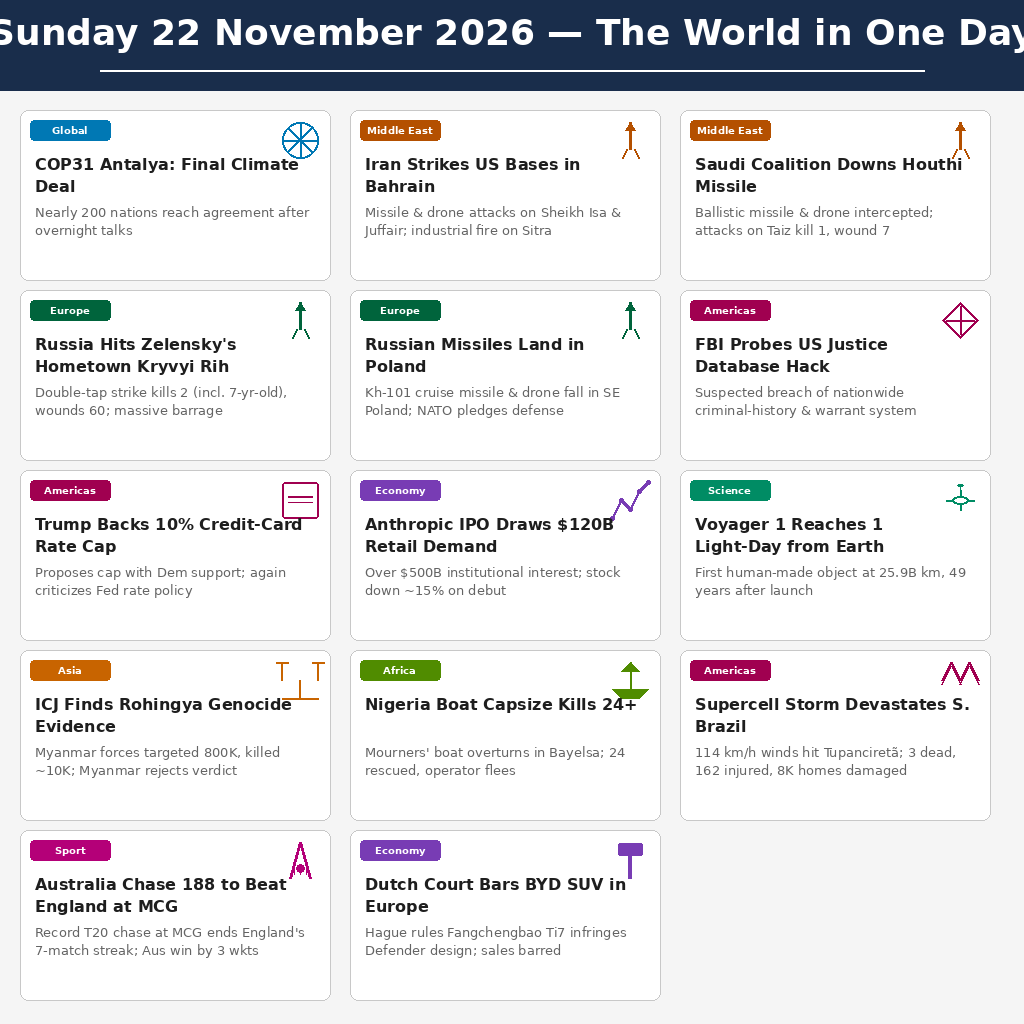 Sunday 22 November 2026 — The World in One Day
Global
COP31 Antalya: Final Climate
Deal
Nearly 200 nations reach agreement after
overnight talks
Middle East
Iran Strikes US Bases in
Bahrain
Missile & drone attacks on Sheikh Isa &
Juffair; industrial fire on Sitra
Middle East
Saudi Coalition Downs Houthi
Missile
Ballistic missile & drone intercepted;
attacks on Taiz kill 1, wound 7
Europe
Russia Hits Zelensky's
Hometown Kryvyi Rih
Double-tap strike kills 2 (incl. 7-yr-old),
wounds 60; massive barrage
Europe
Russian Missiles Land in
Poland
Kh-101 cruise missile & drone fall in SE
Poland; NATO pledges defense
Americas
FBI Probes US Justice
Database Hack
Suspected breach of nationwide
criminal-history & warrant system
Americas
Trump Backs 10% Credit-Card
Rate Cap
Proposes cap with Dem support; again
criticizes Fed rate policy
Economy
Anthropic IPO Draws $120B
Retail Demand
Over $500B institutional interest; stock
down ~15% on debut
Science
Voyager 1 Reaches 1
Light-Day from Earth
First human-made object at 25.9B km, 49
years after launch
Asia
ICJ Finds Rohingya Genocide
Evidence
Myanmar forces targeted 800K, killed
~10K; Myanmar rejects verdict
Africa
Nigeria Boat Capsize Kills 24+
Mourners' boat overturns in Bayelsa; 24
rescued, operator flees
Americas
Supercell Storm Devastates S.
Brazil
114 km/h winds hit Tupanciretã; 3 dead,
162 injured, 8K homes damaged
Sport
Australia Chase 188 to Beat
England at MCG
Record T20 chase at MCG ends England's
7-match streak; Aus win by 3 wkts
Economy
Dutch Court Bars BYD SUV in
Europe
Hague rules Fangchengbao Ti7 infringes
Defender design; sales barred